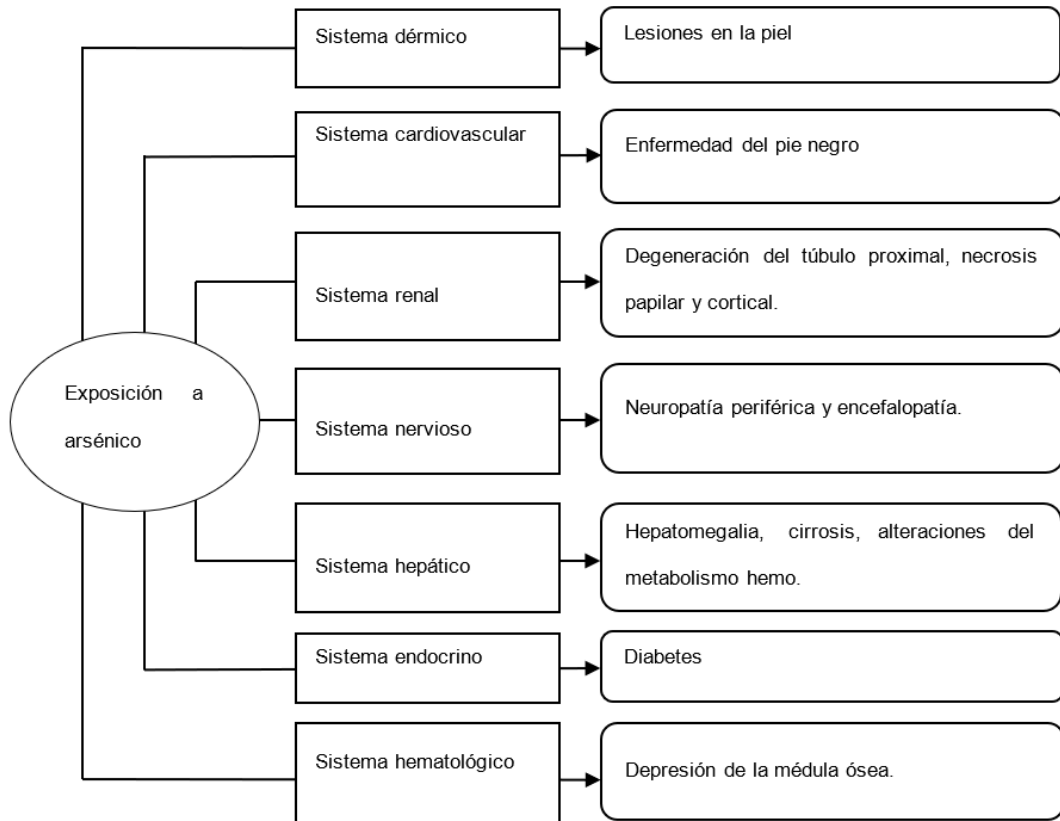 Exposición a
arsénico
Sistema dérmico
Lesiones en la piel
Sistema cardiovascular
Enfermedad del pie negro
Sistema renal
Degeneración del túbulo proximal, necrosis
papilar y cortical.
Sistema nervioso
Neuropatía periférica y encefalopatía.
Sistema hepático
Hepatomegalia, cirrosis, alteraciones del
metabolismo hemo.
Sistema endocrino
Diabetes
Sistema hematológico
Depresión de la médula ósea.